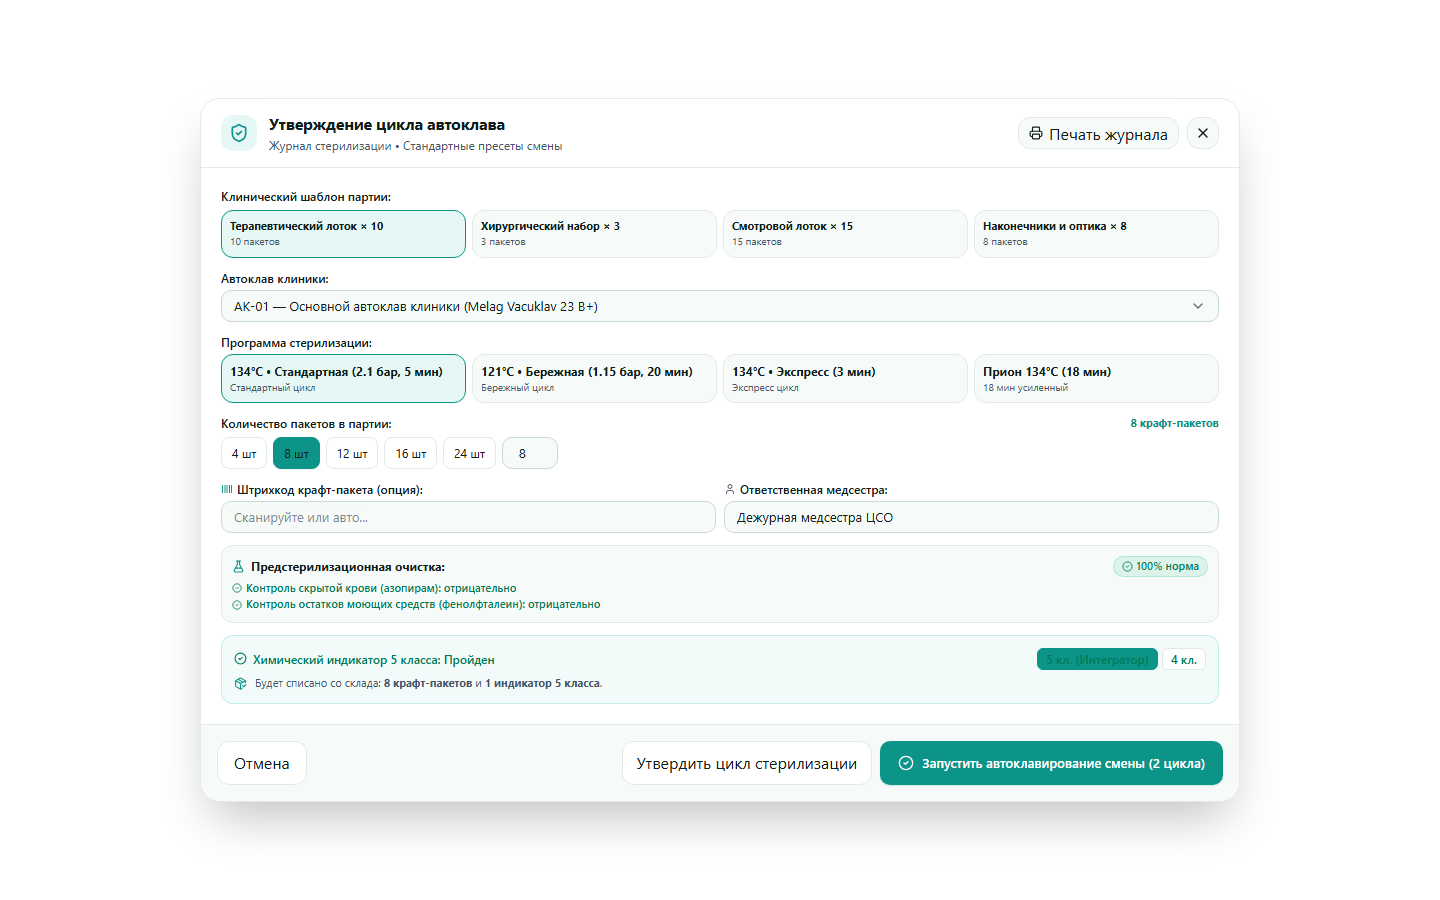 Утверждение цикла автоклава
Журнал стерилизации • Стандартные пресеты смены
Печать журнала
Клинический шаблон партии:
Терапевтический лоток × 10
10 пакетов
Хирургический набор × 3
3 пакетов
Смотровой лоток × 15
15 пакетов
Наконечники и оптика × 8
8 пакетов
Автоклав клиники:
АК-01 — Основной автоклав клиники (Melag Vacuklav 23 B+)
Программа стерилизации:
134°C • Стандартная (2.1 бар, 5 мин)
Стандартный цикл
121°C • Бережная (1.15 бар, 20 мин)
Бережный цикл
134°C • Экспресс (3 мин)
Экспресс цикл
Прион 134°C (18 мин)
18 мин усиленный
Количество пакетов в партии:
8 крафт-пакетов
4 шт
8 шт
12 шт
16 шт
24 шт
8
Штрихкод крафт-пакета (опция):
Сканируйте или авто...
Ответственная медсестра:
Дежурная медсестра ЦСО
Предстерилизационная очистка:
100% норма
Контроль скрытой крови (азопирам): отрицательно
Контроль остатков моющих средств (фенолфталеин): отрицательно
Химический индикатор 5 класса: Пройден
5 кл. (Интегратор)
4 кл.
Будет списано со склада: 8 крафт-пакетов и 1 индикатор 5 класса.
Отмена
Утвердить цикл стерилизации
Запустить автоклавирование смены (2 цикла)